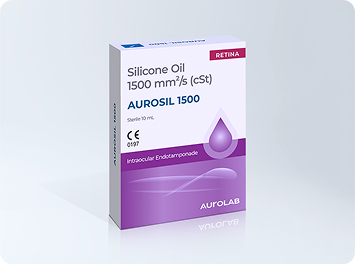 RETINA
Silicone Oil
1500 mm²/s (cSt)
AUROSIL 1500
Sterile 10 mL
CE
0197
Intraocular Endotamponade
AUROLAB
AUROSIL 1500